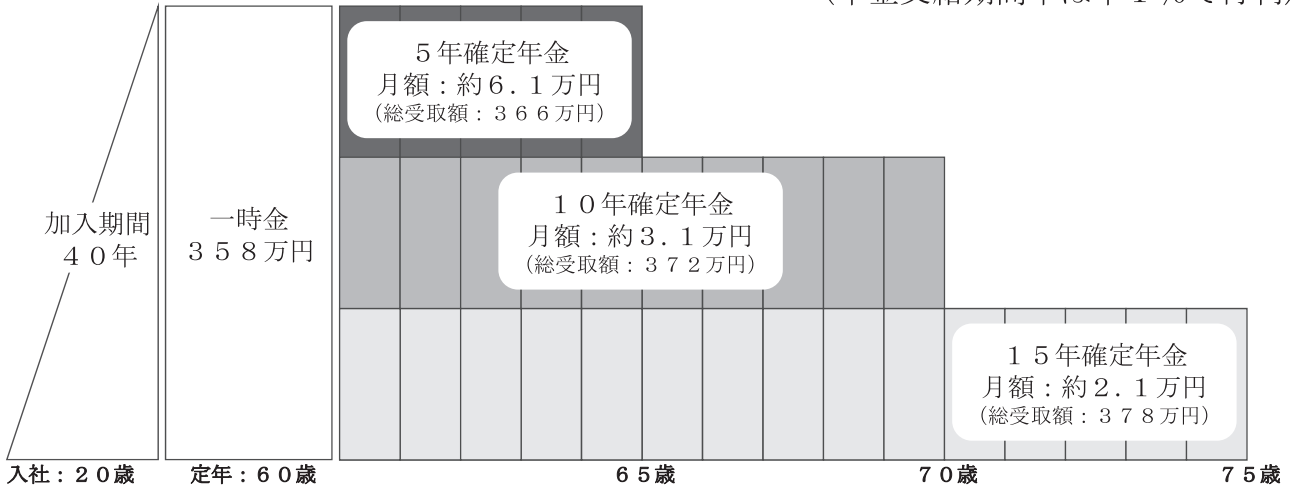 ５年確定年金
月額：約６.１万円
（総受取額：３６６万円）
１０年確定年金
月額：約３.１万円
（総受取額：３７２万円）
加入期間
４０年
一時金
３５８万円
１５年確定年金
月額：約２.１万円
（総受取額：３７８万円）
入社：２０歳
定年：６０歳
６５歳
７０歳
７５歳